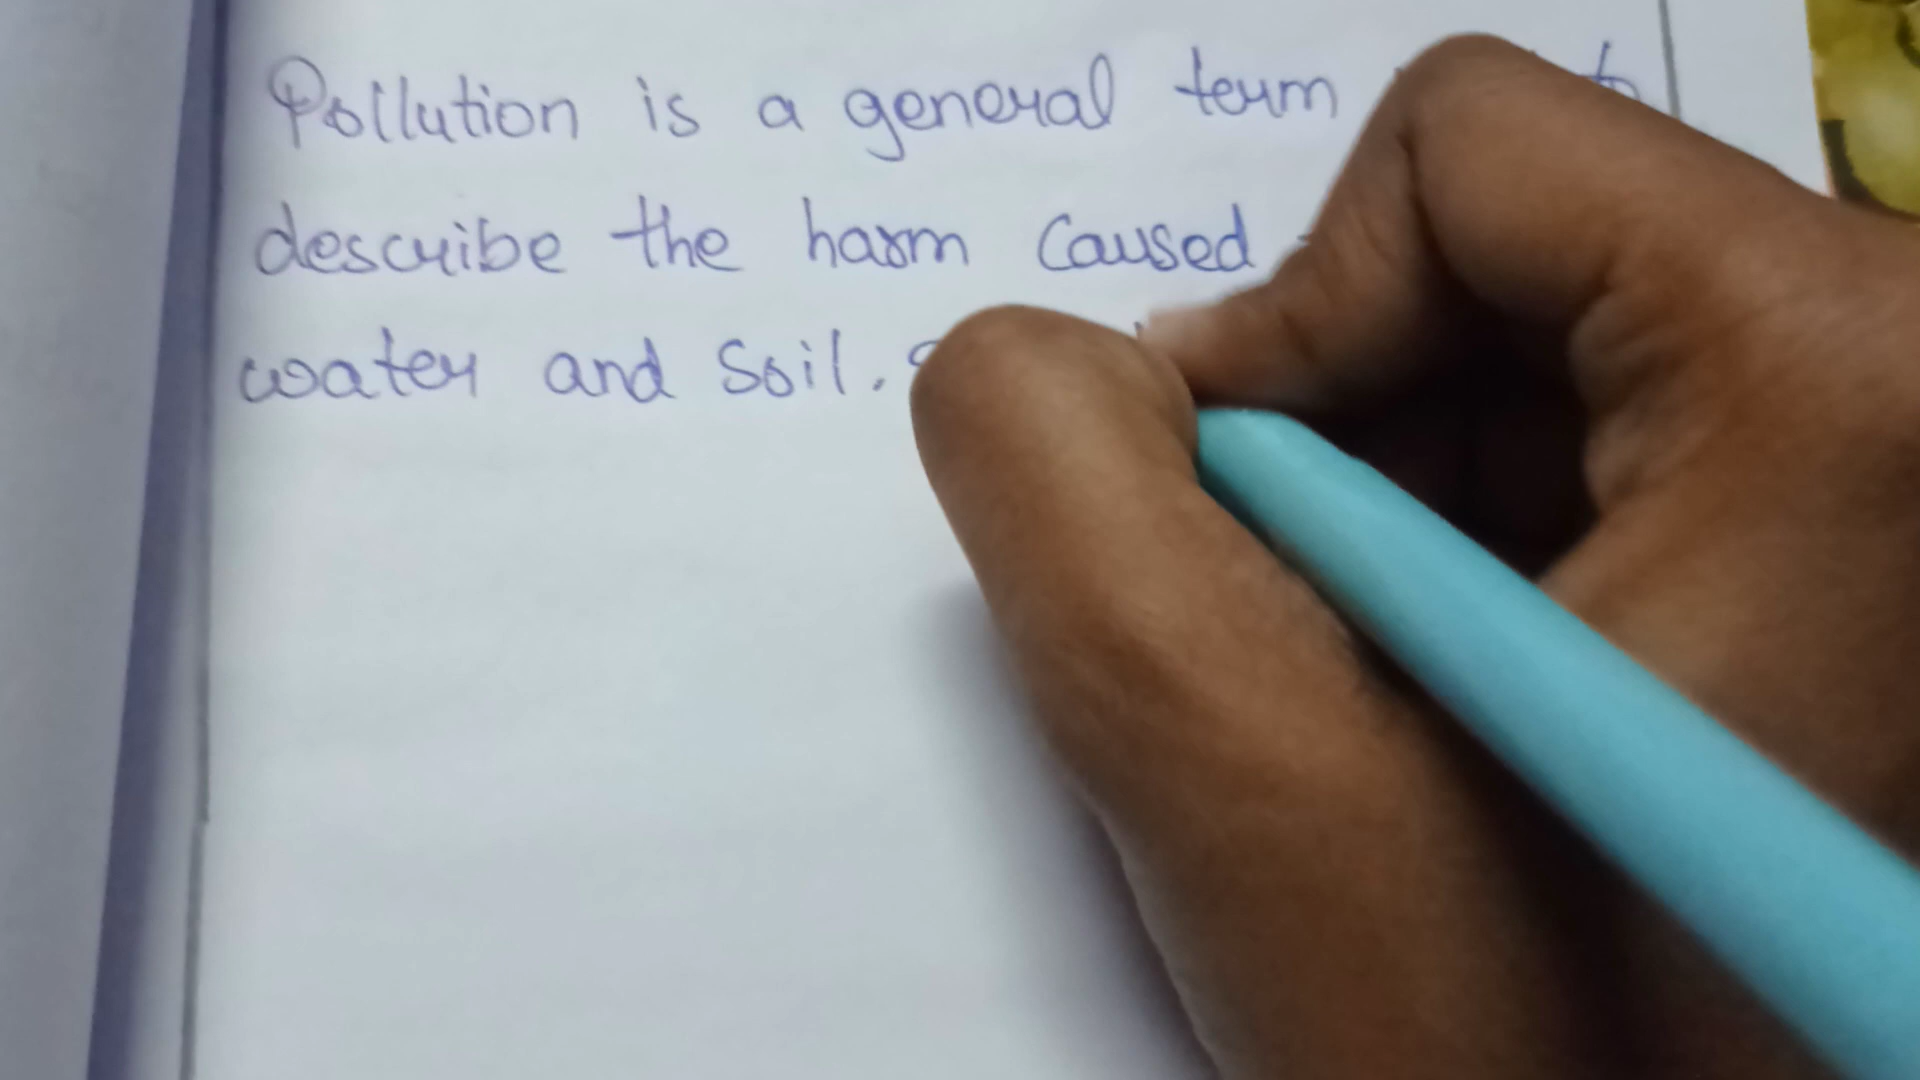 Pollution is a general term
describe the harm caused
water and soil.